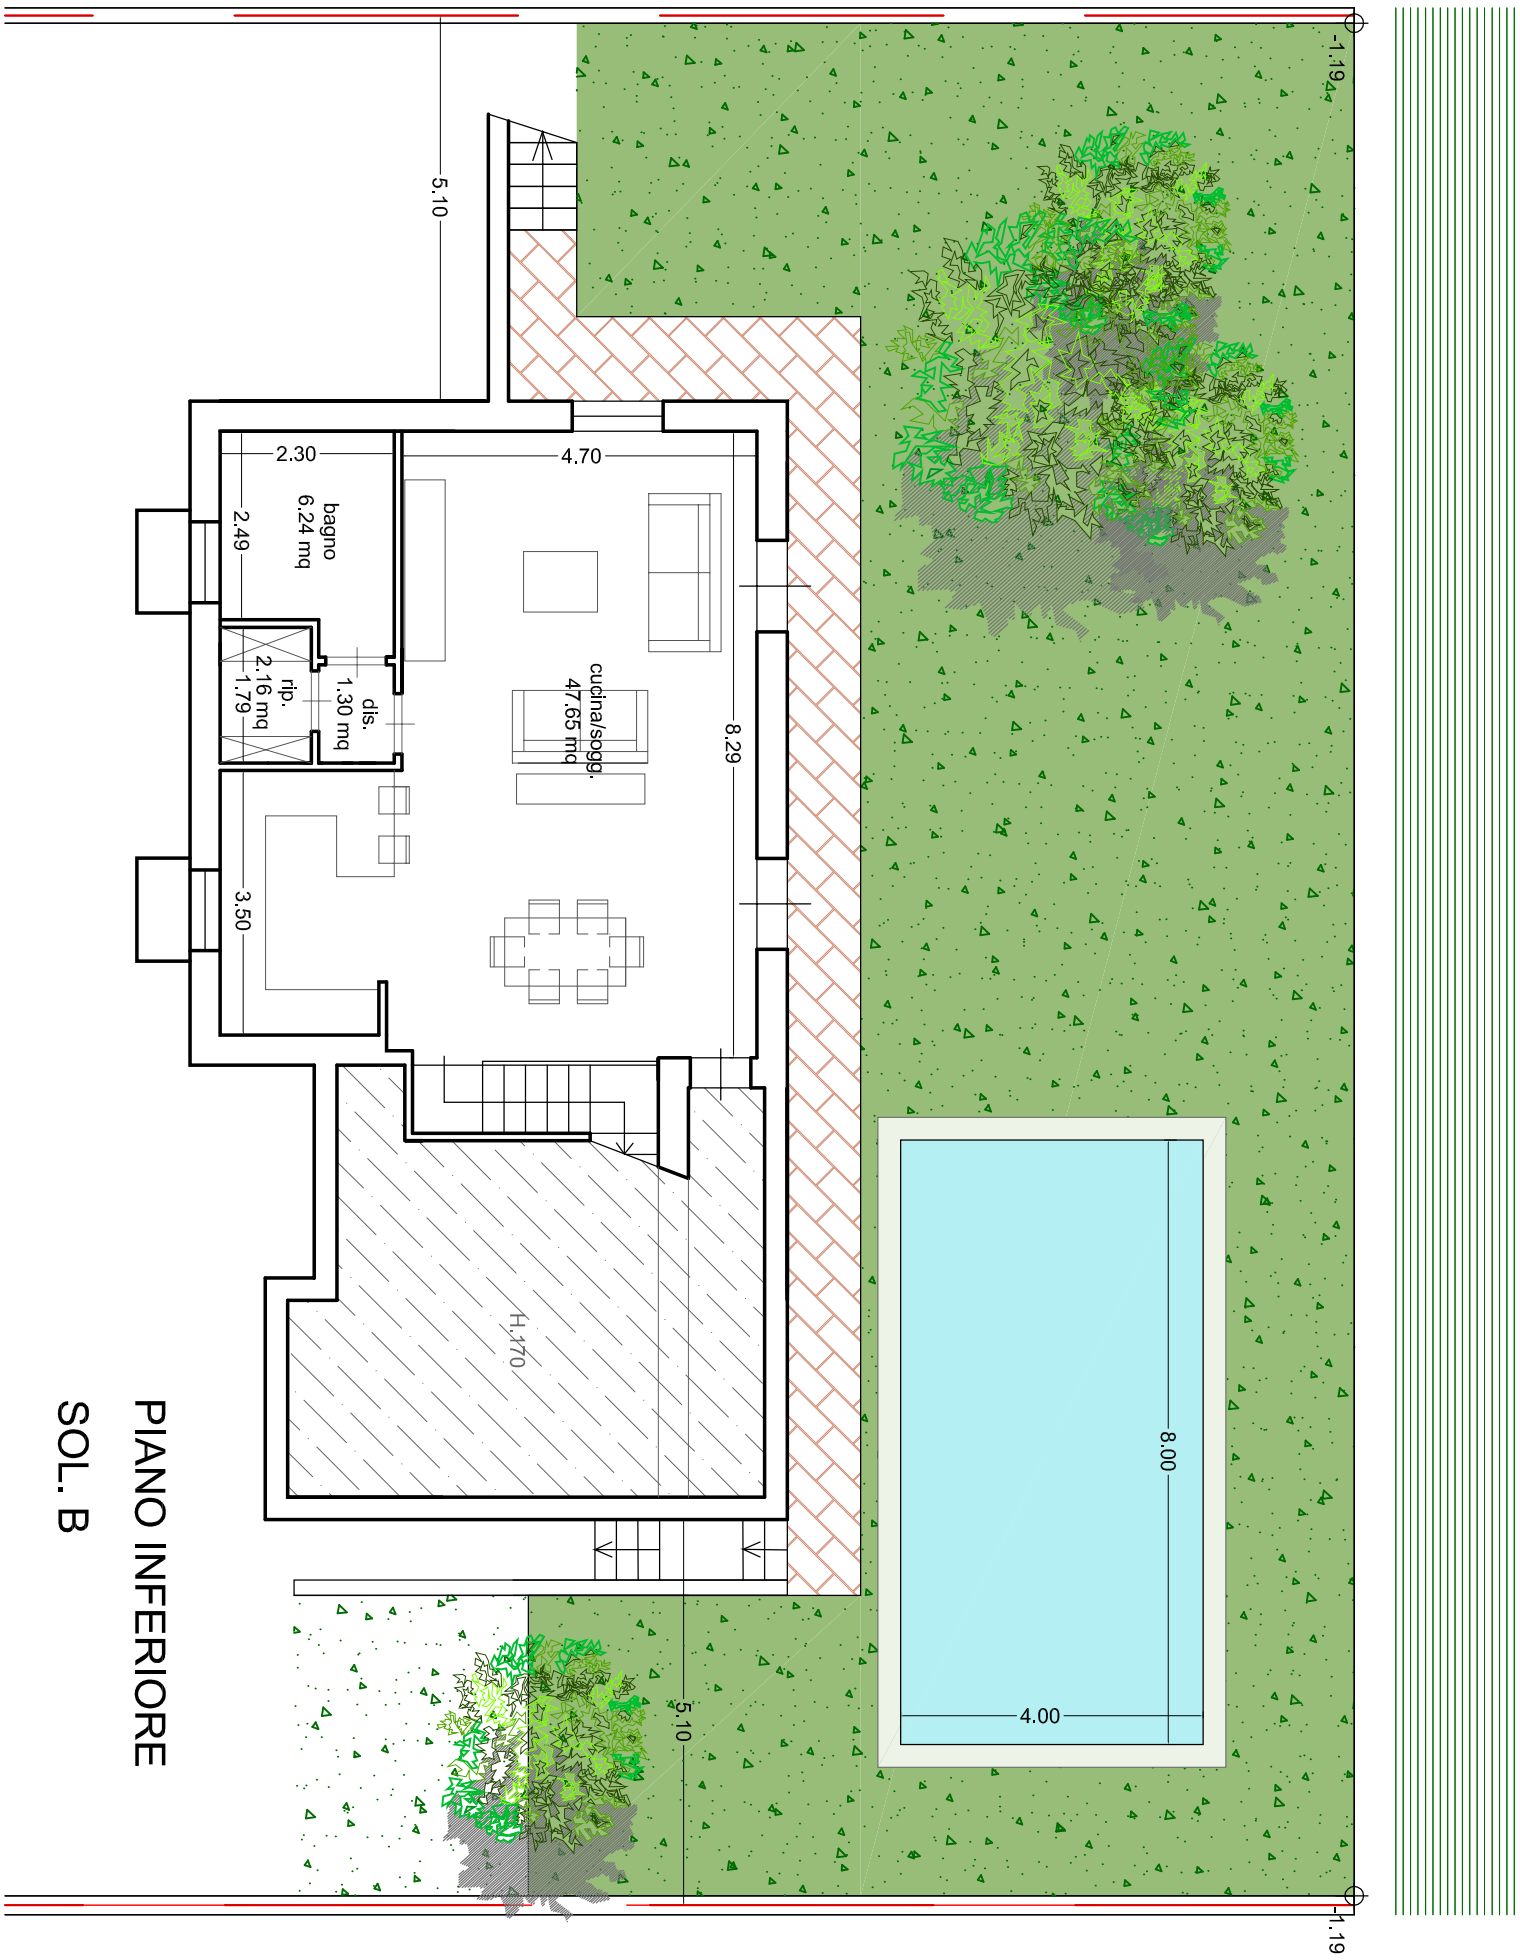 PIANO INFERIORE
SOL. B
-1.19
5.10
4.70
2.30
bagno
6.24 mq
2.49
cucina/sogg.
47.65 mq
8.29
dis.
1.30 mq
rip.
2.16 mq
1.79
3.50
H.170
8.00
4.00
5.10
-1.19